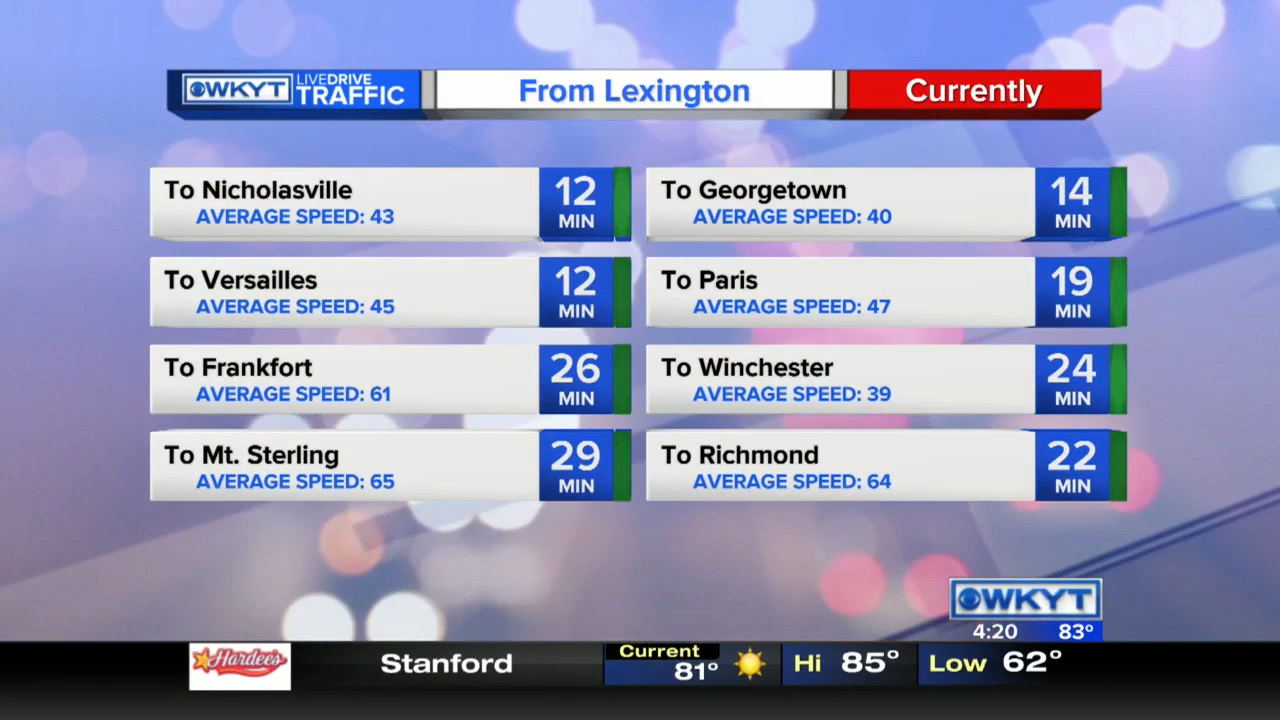 WKYT LIVEDRIVE TRAFFIC
From Lexington
Currently
To Nicholasville
AVERAGE SPEED: 43
12
MIN
To Georgetown
AVERAGE SPEED: 40
14
MIN
To Versailles
AVERAGE SPEED: 45
12
MIN
To Paris
AVERAGE SPEED: 47
19
MIN
To Frankfort
AVERAGE SPEED: 61
26
MIN
To Winchester
AVERAGE SPEED: 39
24
MIN
To Mt. Sterling
AVERAGE SPEED: 65
29
MIN
To Richmond
AVERAGE SPEED: 64
22
MIN
WKYT
4:20 83°
Hardee's
Stanford
Current
81°
Hi 85°
Low 62°